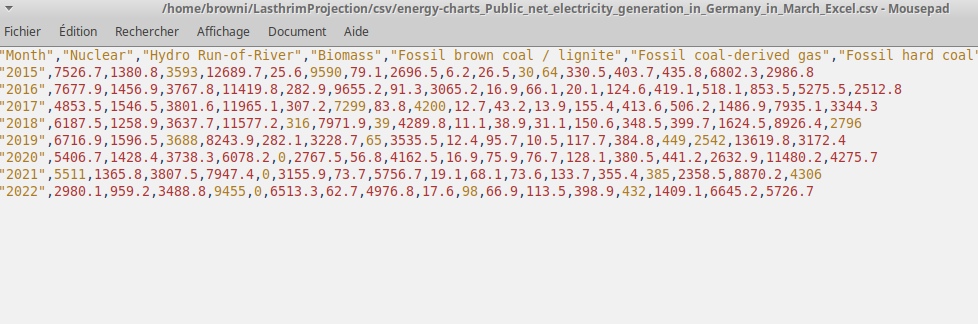 /home/browni/LasthrimProjection/csv/energy-charts_Public_net_electricity_generation_in_Germany_in_March_Excel.csv - Mousepad
Fichier Édition Rechercher Affichage Document Aide
"Month","Nuclear","Hydro Run-of-River","Biomass","Fossil brown coal / lignite","Fossil coal-derived gas","Fossil hard coal"
"2015",7526.7,1380.8,3593,12689.7,25.6,9590,79.1,2696.5,6.2,26.5,30,64,330.5,403.7,435.8,6802.3,2986.8
"2016",7677.9,1456.9,3767.8,11419.8,282.9,9655.2,91.3,3065.2,16.9,66.1,20.1,124.6,419.1,518.1,853.5,5275.5,2512.8
"2017",4853.5,1546.5,3801.6,11965.1,307.2,7299,83.8,4200,12.7,43.2,13.9,155.4,413.6,506.2,1486.9,7935.1,3344.3
"2018",6187.5,1258.9,3637.7,11577.2,316,7971.9,39,4289.8,11.1,38.9,31.1,150.6,348.5,399.7,1624.5,8926.4,2796
"2019",6716.9,1596.5,3688,8243.9,282.1,3228.7,65,3535.5,12.4,95.7,10.5,117.7,384.8,449,2542,13619.8,3172.4
"2020",5406.7,1428.4,3738.3,6078.2,0,2767.5,56.8,4162.5,16.9,75.9,76.7,128.1,380.5,441.2,2632.9,11480.2,4275.7
"2021",5511,1365.8,3807.5,7947.4,0,3155.9,73.7,5756.7,19.1,68.1,73.6,133.7,355.4,385,2358.5,8870.2,4306
"2022",2980.1,959.2,3488.8,9455,0,6513.3,62.7,4976.8,17.6,98,66.9,113.5,398.9,432,1409.1,6645.2,5726.7